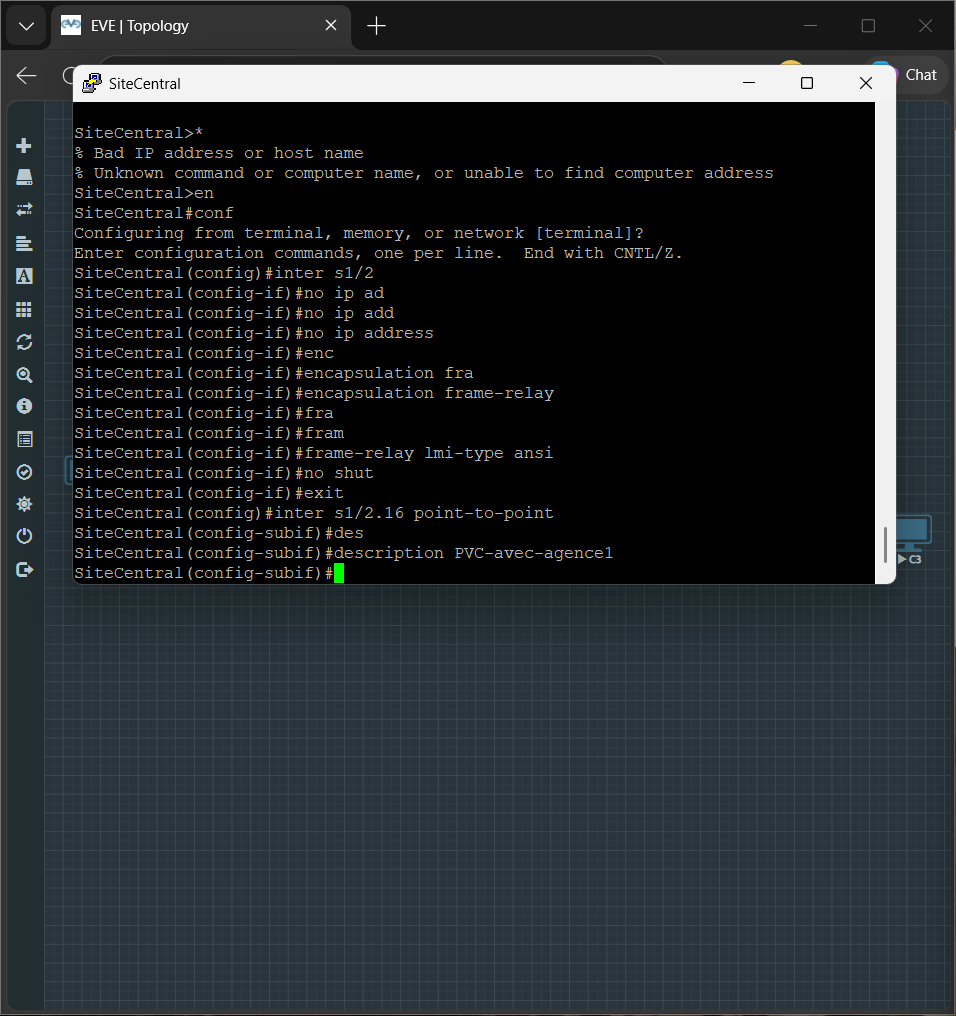 EVE | Topology
Chat
SiteCentral
SiteCentral>*
% Bad IP address or host name
% Unknown command or computer name, or unable to find computer address
SiteCentral>en
SiteCentral#conf
Configuring from terminal, memory, or network [terminal]?
Enter configuration commands, one per line.  End with CNTL/Z.
SiteCentral(config)#inter s1/2
SiteCentral(config-if)#no ip ad
SiteCentral(config-if)#no ip add
SiteCentral(config-if)#no ip address
SiteCentral(config-if)#enc
SiteCentral(config-if)#encapsulation fra
SiteCentral(config-if)#encapsulation frame-relay
SiteCentral(config-if)#fra
SiteCentral(config-if)#fram
SiteCentral(config-if)#frame-relay lmi-type ansi
SiteCentral(config-if)#no shut
SiteCentral(config-if)#exit
SiteCentral(config)#inter s1/2.16 point-to-point
SiteCentral(config-subif)#des
SiteCentral(config-subif)#description PVC-avec-agence1
SiteCentral(config-subif)#
C3